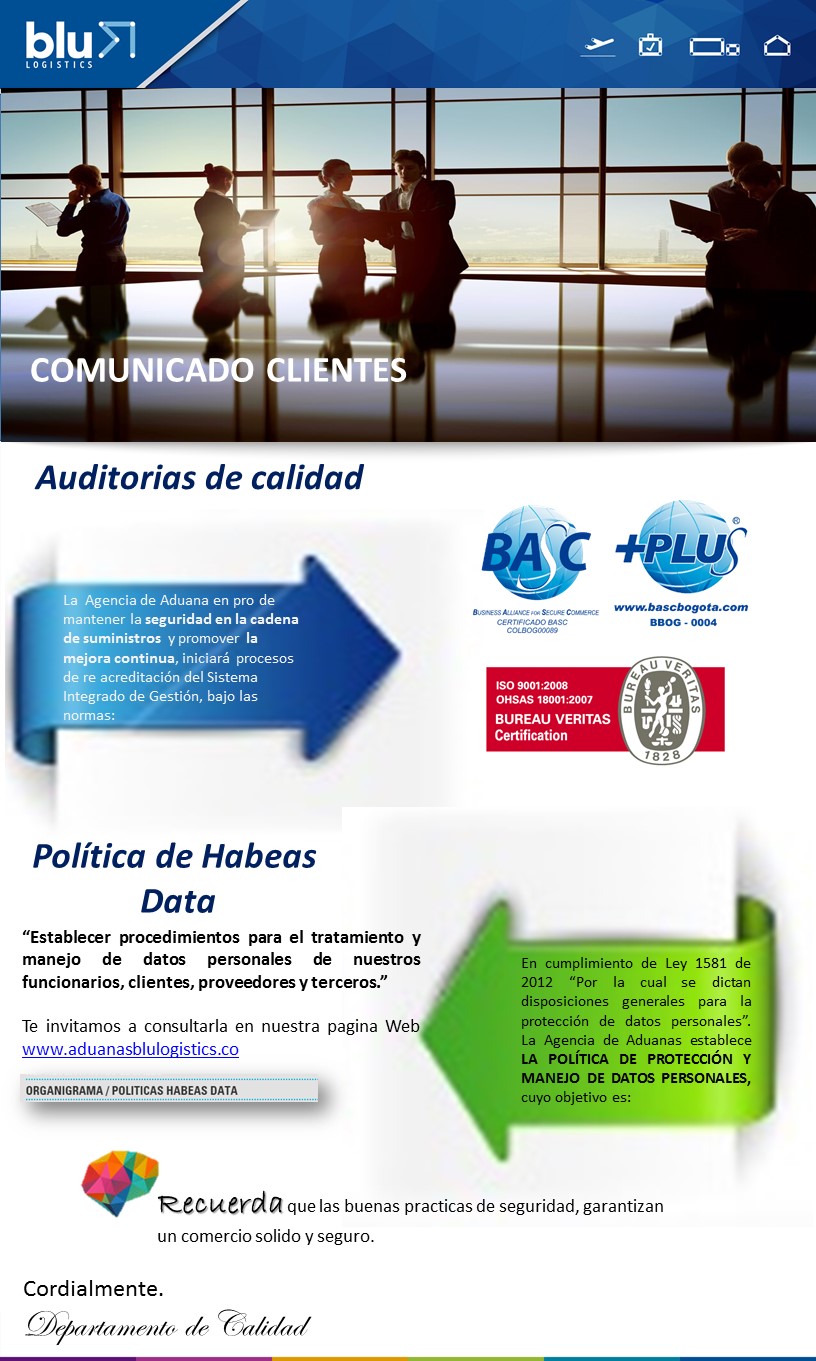 blu
LOGISTICS
COMUNICADO CLIENTES
Auditorias de calidad
La Agencia de Aduana en pro de
mantener la seguridad en la cadena
de suministros y promover la
mejora continua, iniciará procesos
de re acreditación del Sistema
Integrado de Gestión, bajo las
normas:
BASC
BUSINESS ALLIANCE FOR SECURE COMMERCE
CERTIFICADO BASC
COLBOG00089
+PLUS®
www.bascbogota.com
BBOG - 0004
ISO 9001:2008
OHSAS 18001:2007
BUREAU VERITAS
Certification
BUREAU VERITAS
1828
Política de Habeas
Data
“Establecer procedimientos para el tratamiento y
manejo de datos personales de nuestros
funcionarios, clientes, proveedores y terceros.”
Te invitamos a consultarla en nuestra pagina Web
www.aduanasblulogistics.co
ORGANIGRAMA / POLITICAS HABEAS DATA
En cumplimiento de Ley 1581 de
2012 “Por la cual se dictan
disposiciones generales para la
protección de datos personales”.
La Agencia de Aduanas establece
LA POLÍTICA DE PROTECCIÓN Y
MANEJO DE DATOS PERSONALES,
cuyo objetivo es:
Recuerda que las buenas practicas de seguridad, garantizan
un comercio solido y seguro.
Cordialmente.
Departamento de Calidad